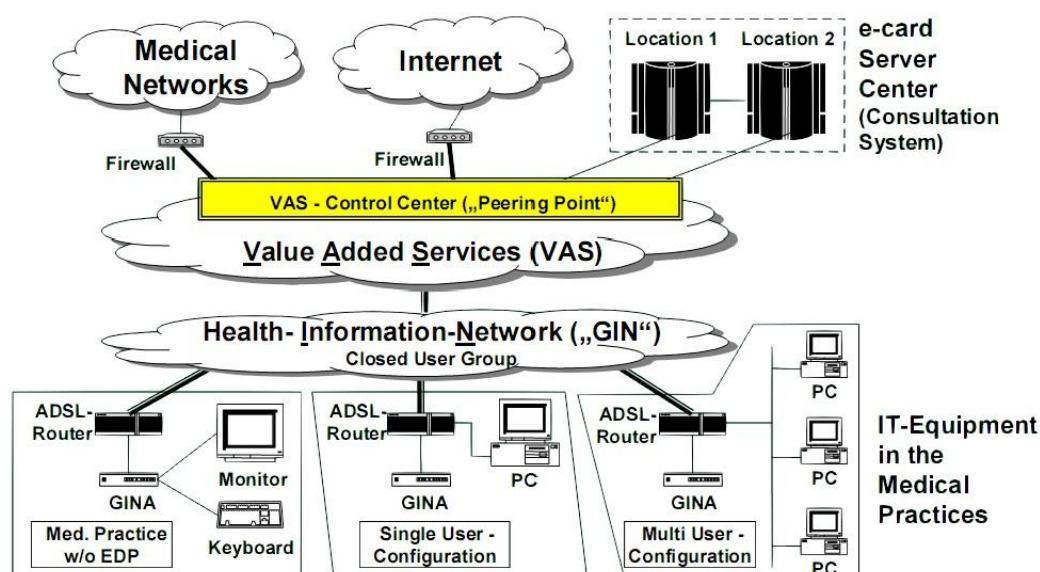 Medical
Networks
Internet
Location 1
Location 2
e-card
Server
Center
(Consultation
System)
Firewall
Firewall
VAS - Control Center („Peering Point“)
Value Added Services (VAS)
Health- Information-Network („GIN“)
Closed User Group
ADSL-
Router
GINA
Monitor
Keyboard
Med. Practice
w/o EDP
ADSL-
Router
PC
GINA
Single User -
Configuration
ADSL-
Router
GINA
Multi User -
Configuration
PC
PC
PC
IT-Equipment
in the
Medical
Practices